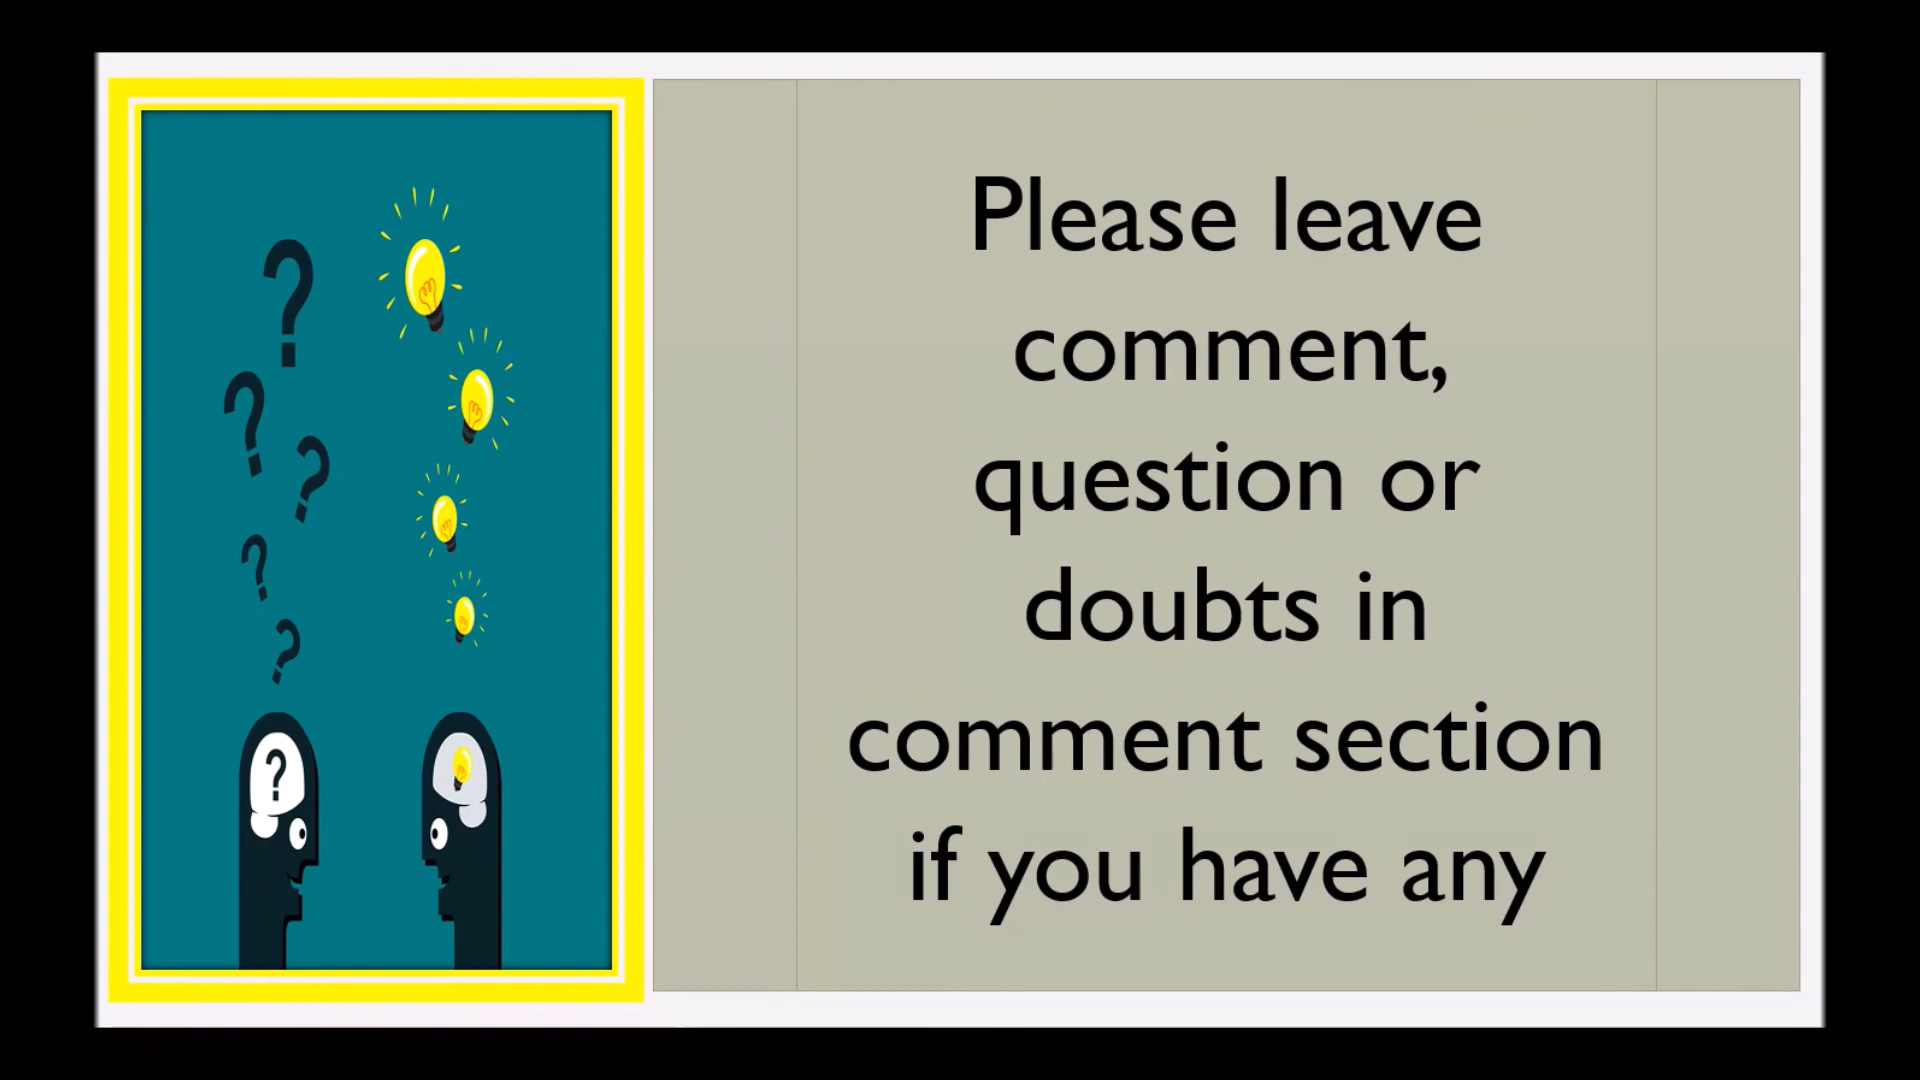 Please leave
comment,
question or
doubts in
comment section
if you have any